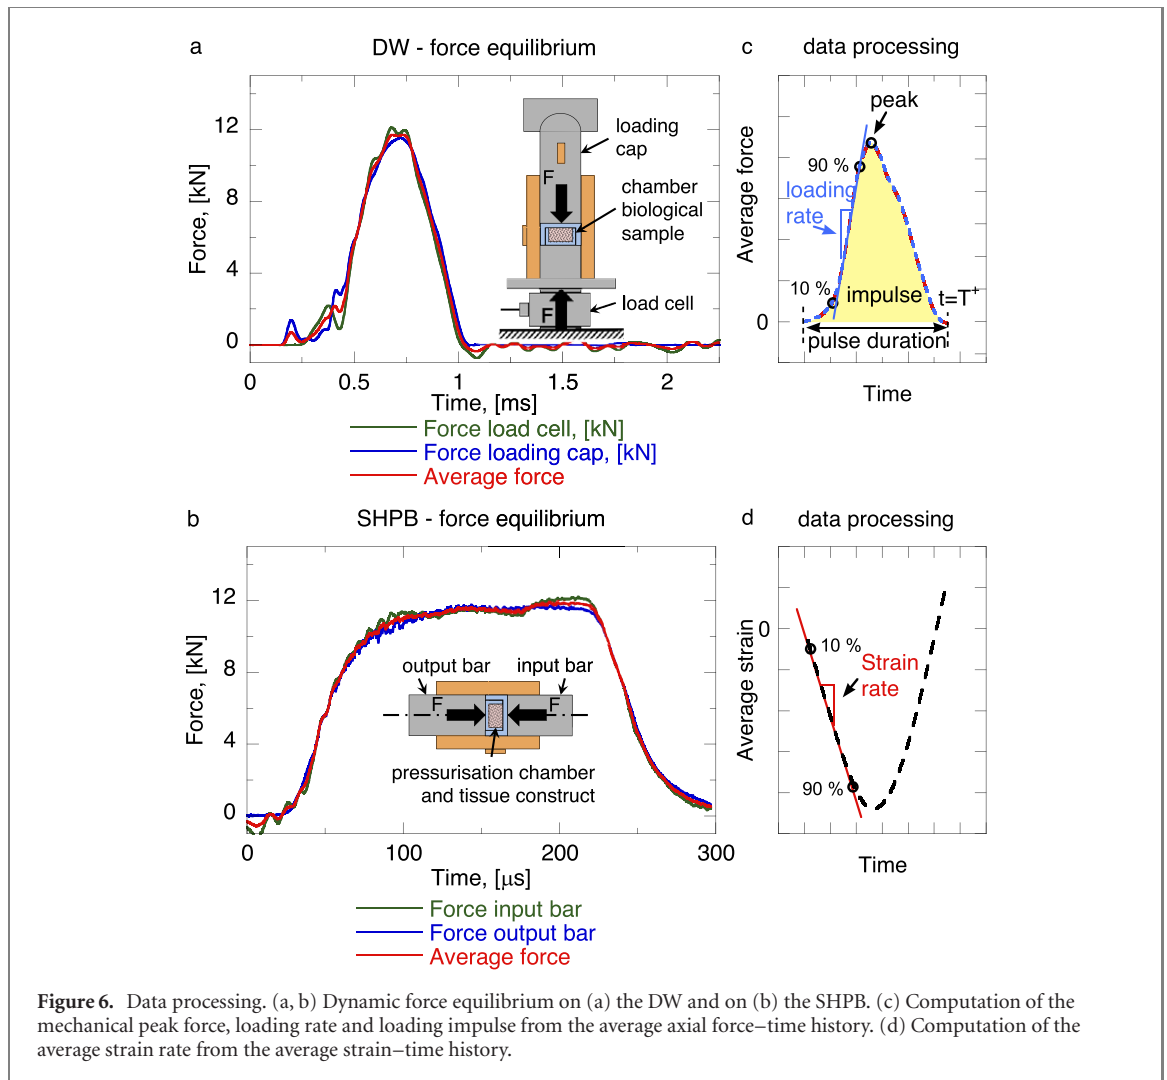 a
DW - force equilibrium
c
data processing
Force, [kN]
12
8
4
0
0
0.5
1
1.5
2
Time, [ms]
loading
cap
F
chamber
biological
sample
load cell
F
Force load cell, [kN]
Force loading cap, [kN]
Average force
Average force
peak
90 %
loading
rate
10 %
impulse
t=T+
0
pulse duration
Time
b
SHPB - force equilibrium
d
data processing
Force, [kN]
12
8
4
0
0
100
200
300
Time, [μs]
output bar
input bar
F
F
pressurisation chamber
and tissue construct
Force input bar
Force output bar
Average force
Average strain
0
10 %
Strain
rate
90 %
Time
Figure 6. Data processing. (a, b) Dynamic force equilibrium on (a) the DW and on (b) the SHPB. (c) Computation of the
mechanical peak force, loading rate and loading impulse from the average axial force–time history. (d) Computation of the
average strain rate from the average strain–time history.